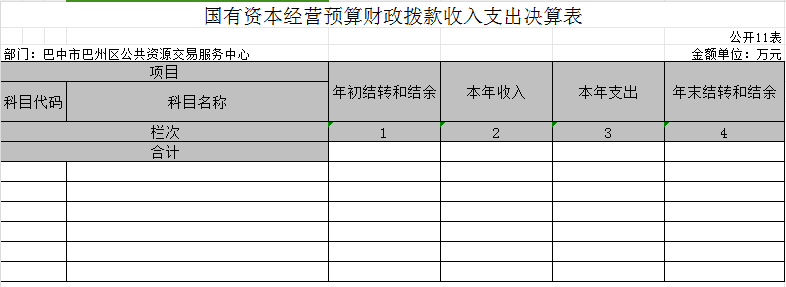 国有资本经营预算财政拨款收入支出决算表
公开11表
部门：巴中市巴州区公共资源交易服务中心 金额单位：万元
项目
年初结转和结余 本年收入 本年支出 年末结转和结余
科目代码 科目名称
栏次 1 2 3 4
合计